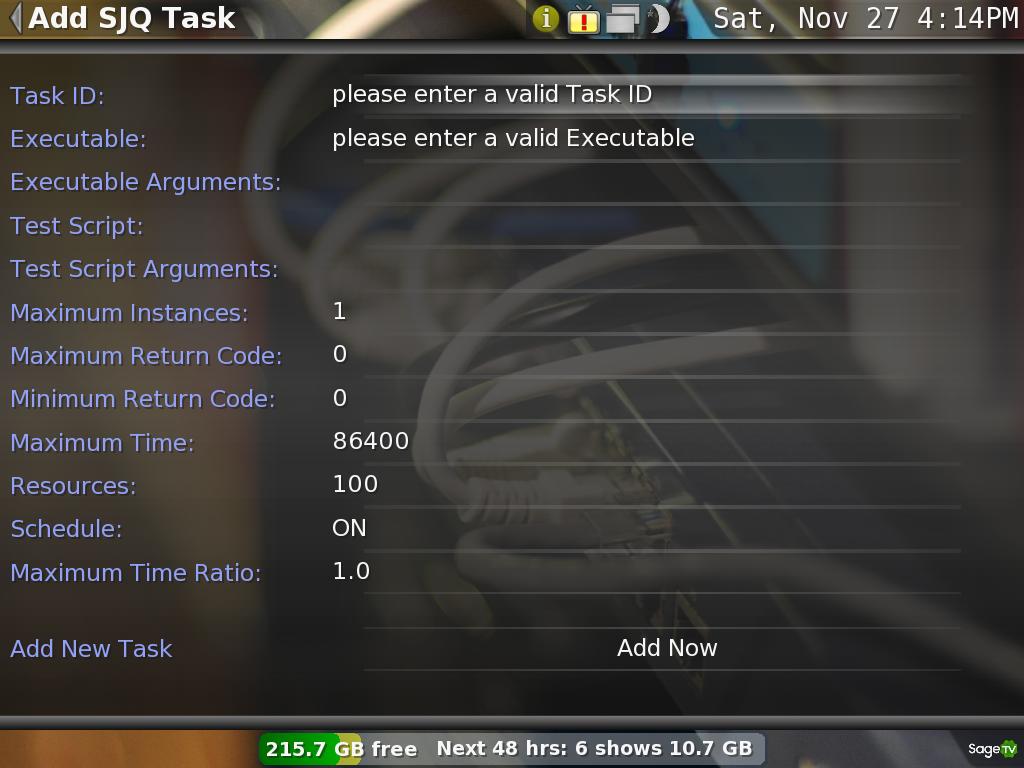 Add SJQ Task
i ! Sat, Nov 27 4:14PM
Task ID: please enter a valid Task ID
Executable: please enter a valid Executable
Executable Arguments:
Test Script:
Test Script Arguments:
Maximum Instances: 1
Maximum Return Code: 0
Minimum Return Code: 0
Maximum Time: 86400
Resources: 100
Schedule: ON
Maximum Time Ratio: 1.0
Add New Task Add Now
215.7 GB free Next 48 hrs: 6 shows 10.7 GB
SageTV